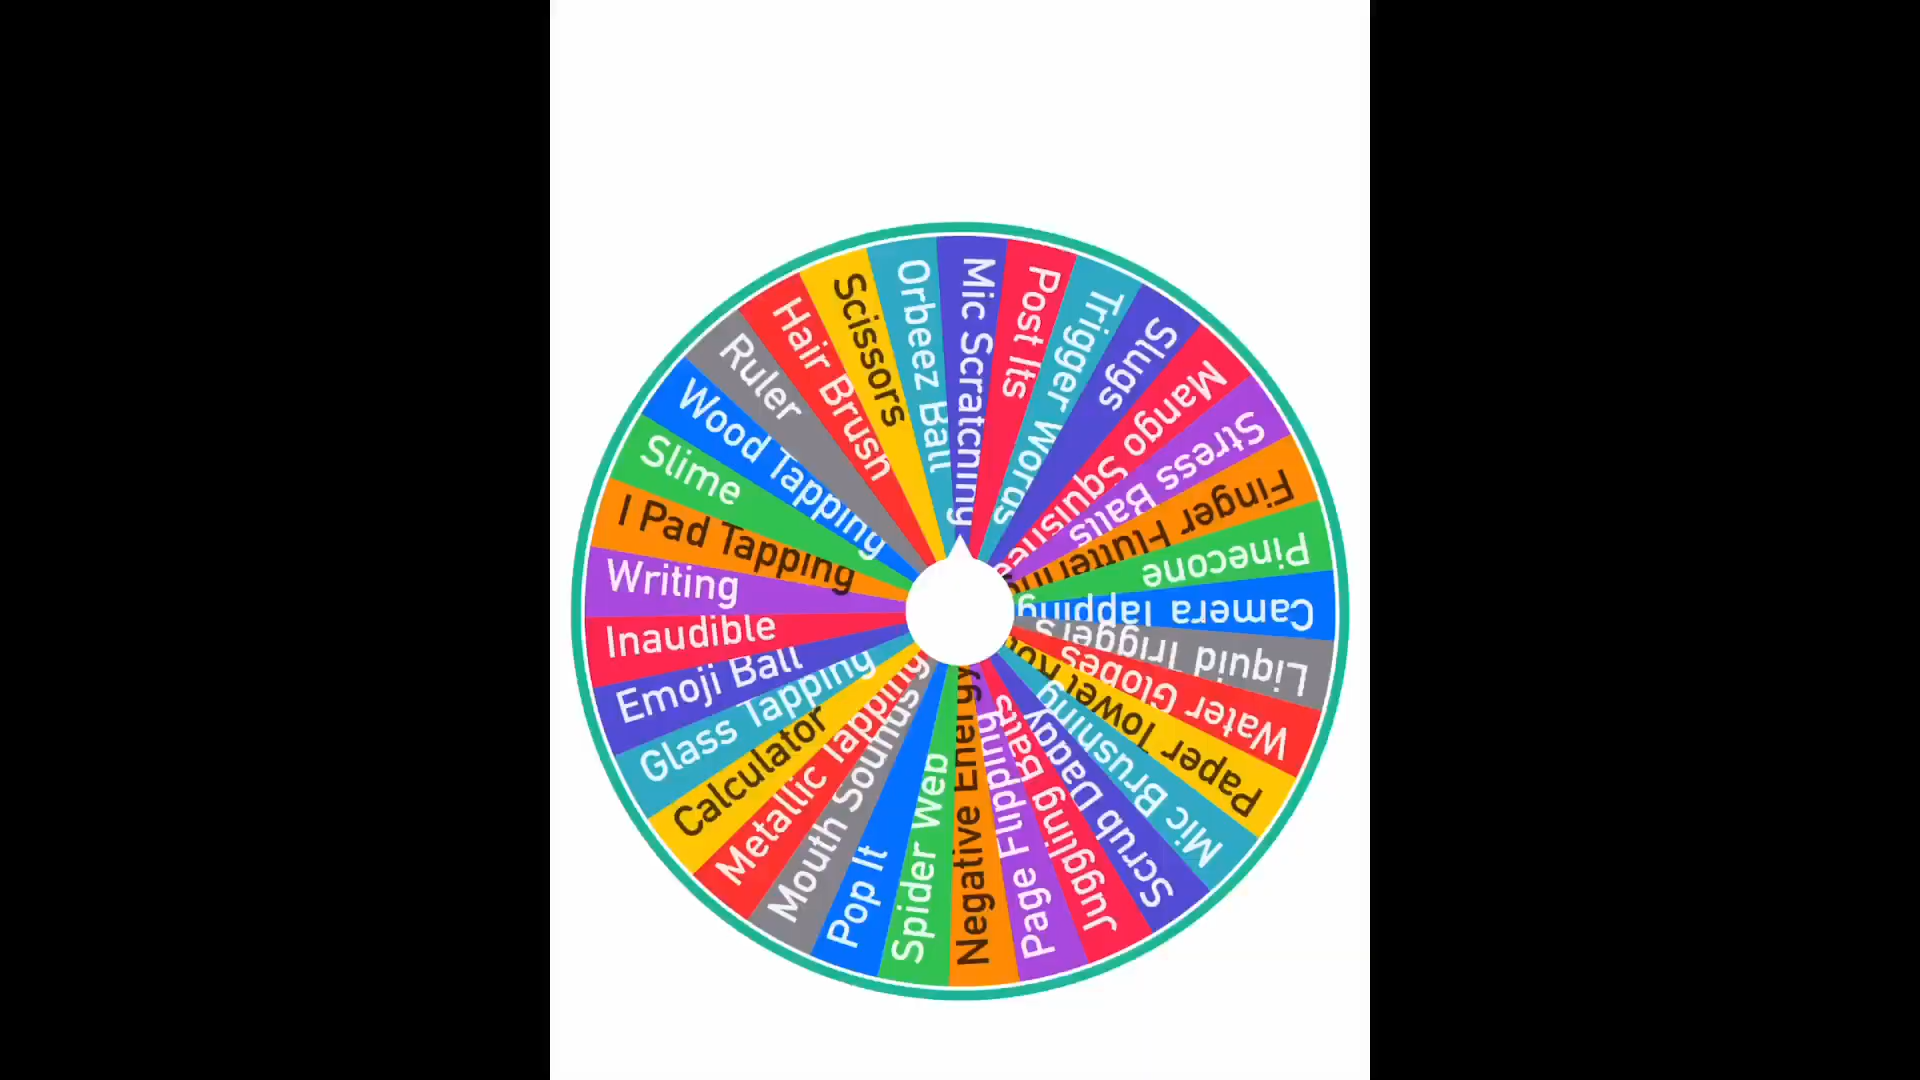 Mic Scratching
Post Its
Trigger Words
Slugs
Mango Squishee
Stress Balls
Finger Fluttering
Pinecone
Camera Tapping
Liquid Triggers
Water Globes
Paper Towel
Mic Brushing
Scrub Daddy
Juggling Balls
Page Flipping
Negative Energy
Spider Web
Pop It
Mouth Sounds
Metallic Tapping
Calculator
Glass Tapping
Emoji Ball
Inaudible
Writing
I Pad Tapping
Slime
Wood Tapping
Ruler
Hair Brush
Scissors
Orbeez Ball